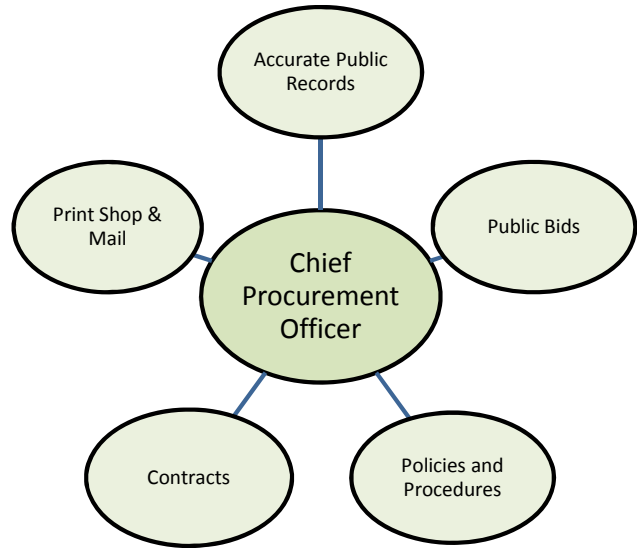 Accurate Public
Records
Print Shop &
Mail
Public Bids
Chief
Procurement
Officer
Contracts
Policies and
Procedures